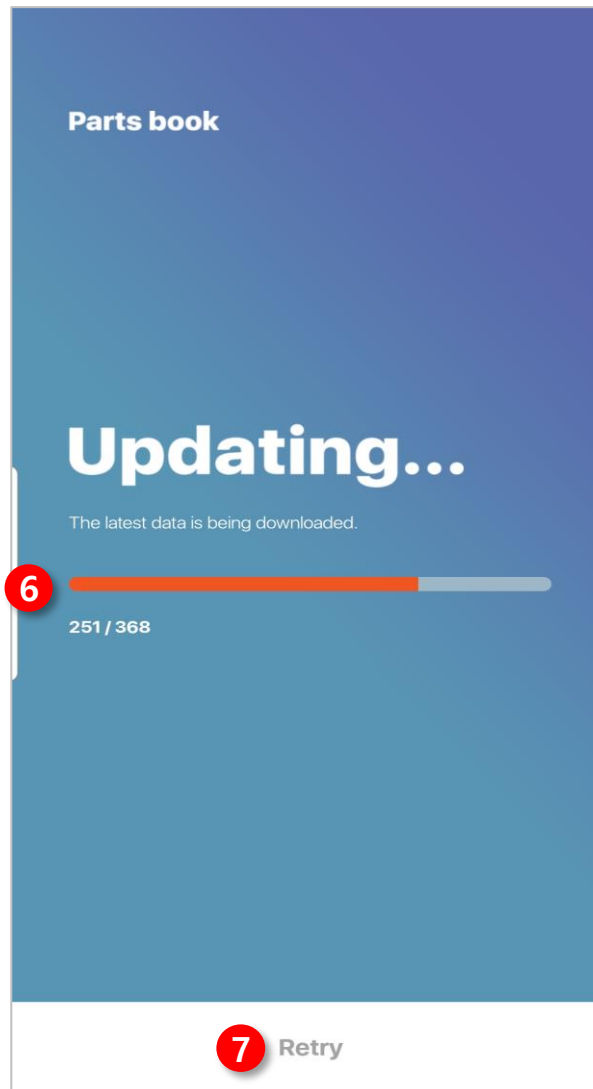 Parts book
Updating...
The latest data is being downloaded.
6
251 / 368
7 Retry